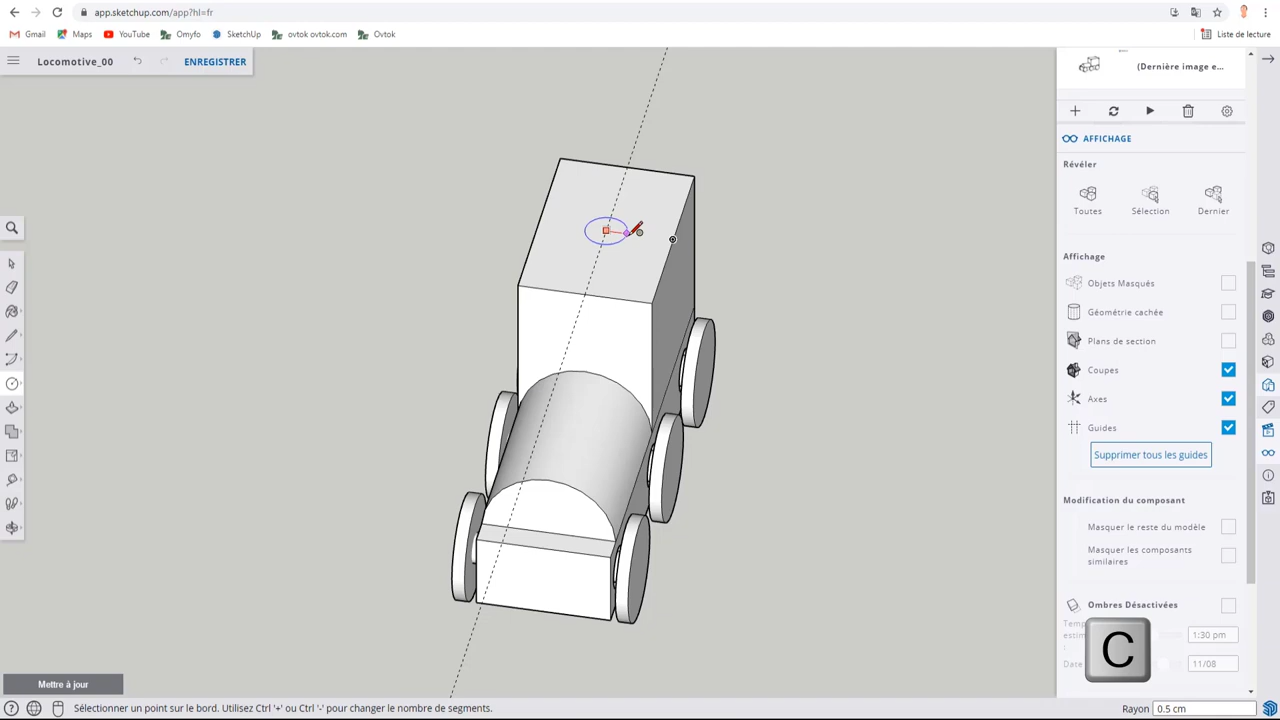 app.sketchup.com/app?hl=fr
Gmail Maps YouTube Omyfo SketchUp ovtok ovtok.com Ovtok Liste de lecture
Locomotive_00 ENREGISTRER
(Dernière image e...
AFFICHAGE
Révéler
Toutes Sélection Dernier
Affichage
Objets Masqués
Géométrie cachée
Plans de section
Coupes
Axes
Guides
Supprimer tous les guides
Modification du composant
Masquer le reste du modèle
Masquer les composants
similaires
Ombres Désactivées
1:30 pm
Date 11/08
C
Mettre à jour
Sélectionner un point sur le bord. Utilisez Ctrl '+' ou Ctrl '-' pour changer le nombre de segments. Rayon 0.5 cm